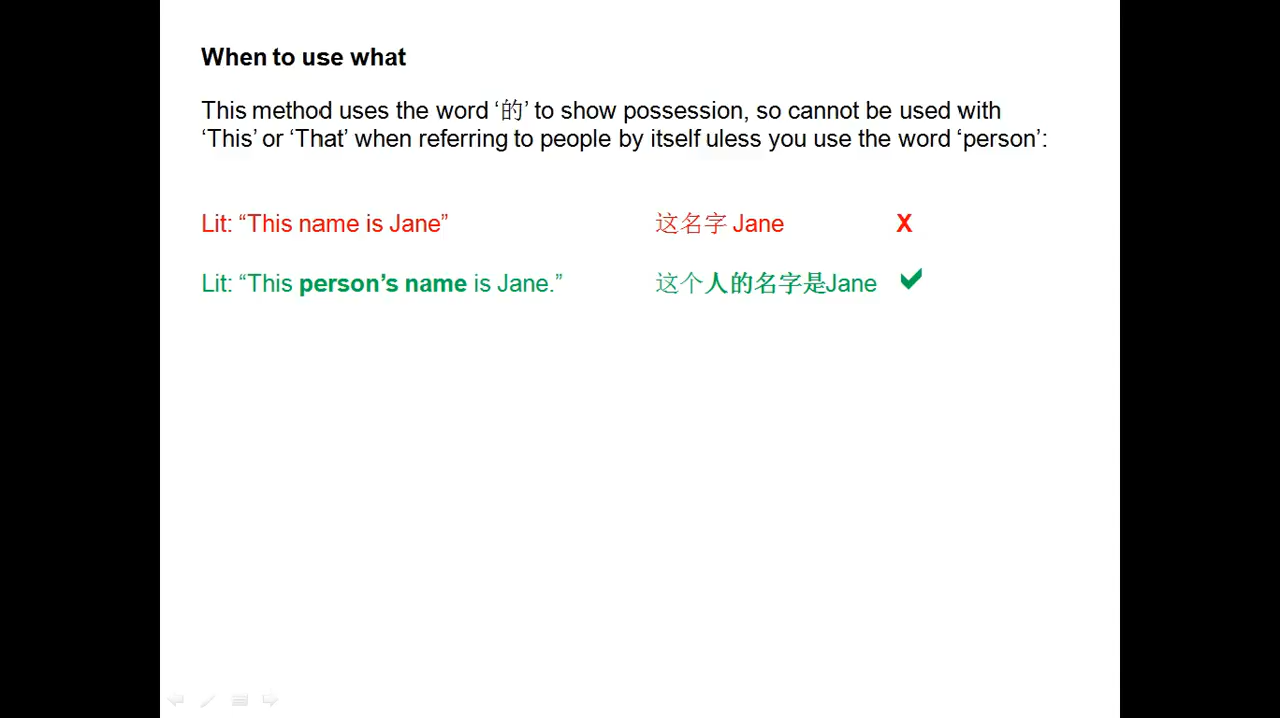 When to use what
This method uses the word ‘的’ to show possession, so cannot be used with
‘This’ or ‘That’ when referring to people by itself uless you use the word ‘person’:
Lit: “This name is Jane” 这名字 Jane X
Lit: “This person’s name is Jane.” 这个人的名字是Jane ✔